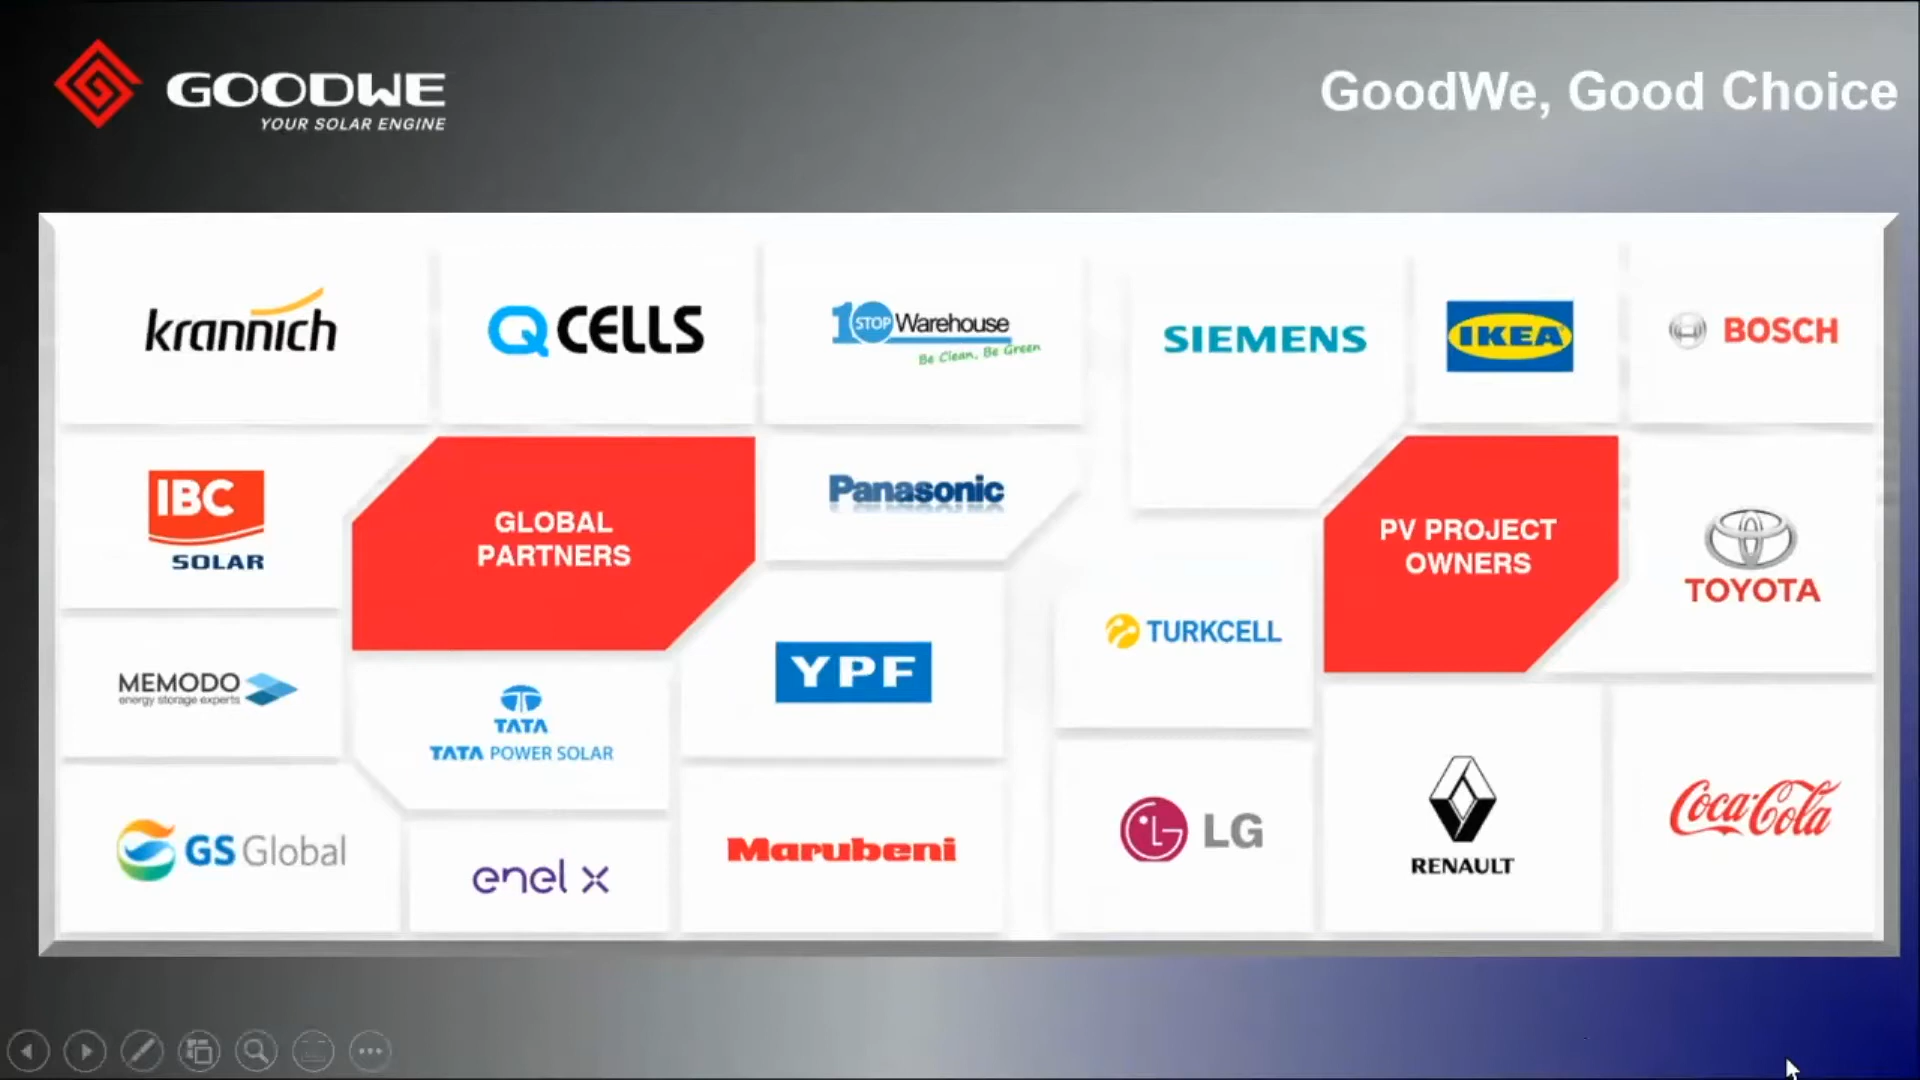 GOODWE
YOUR SOLAR ENGINE
GoodWe, Good Choice
krannich
Q CELLS
1 STOP Warehouse
Be Clean, Be Green
IBC
SOLAR
GLOBAL
PARTNERS
Panasonic
MEMODO
energy storage experts
TATA
TATA POWER SOLAR
YPF
GS Global
enel x
Marubeni
SIEMENS
IKEA
BOSCH
PV PROJECT
OWNERS
TOYOTA
TURKCELL
LG
RENAULT
Coca-Cola